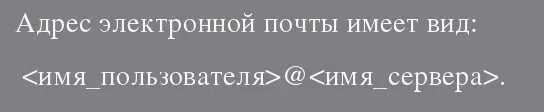 Адрес электронной почты имеет вид:
<имя_пользователя>@<имя_сервера>.